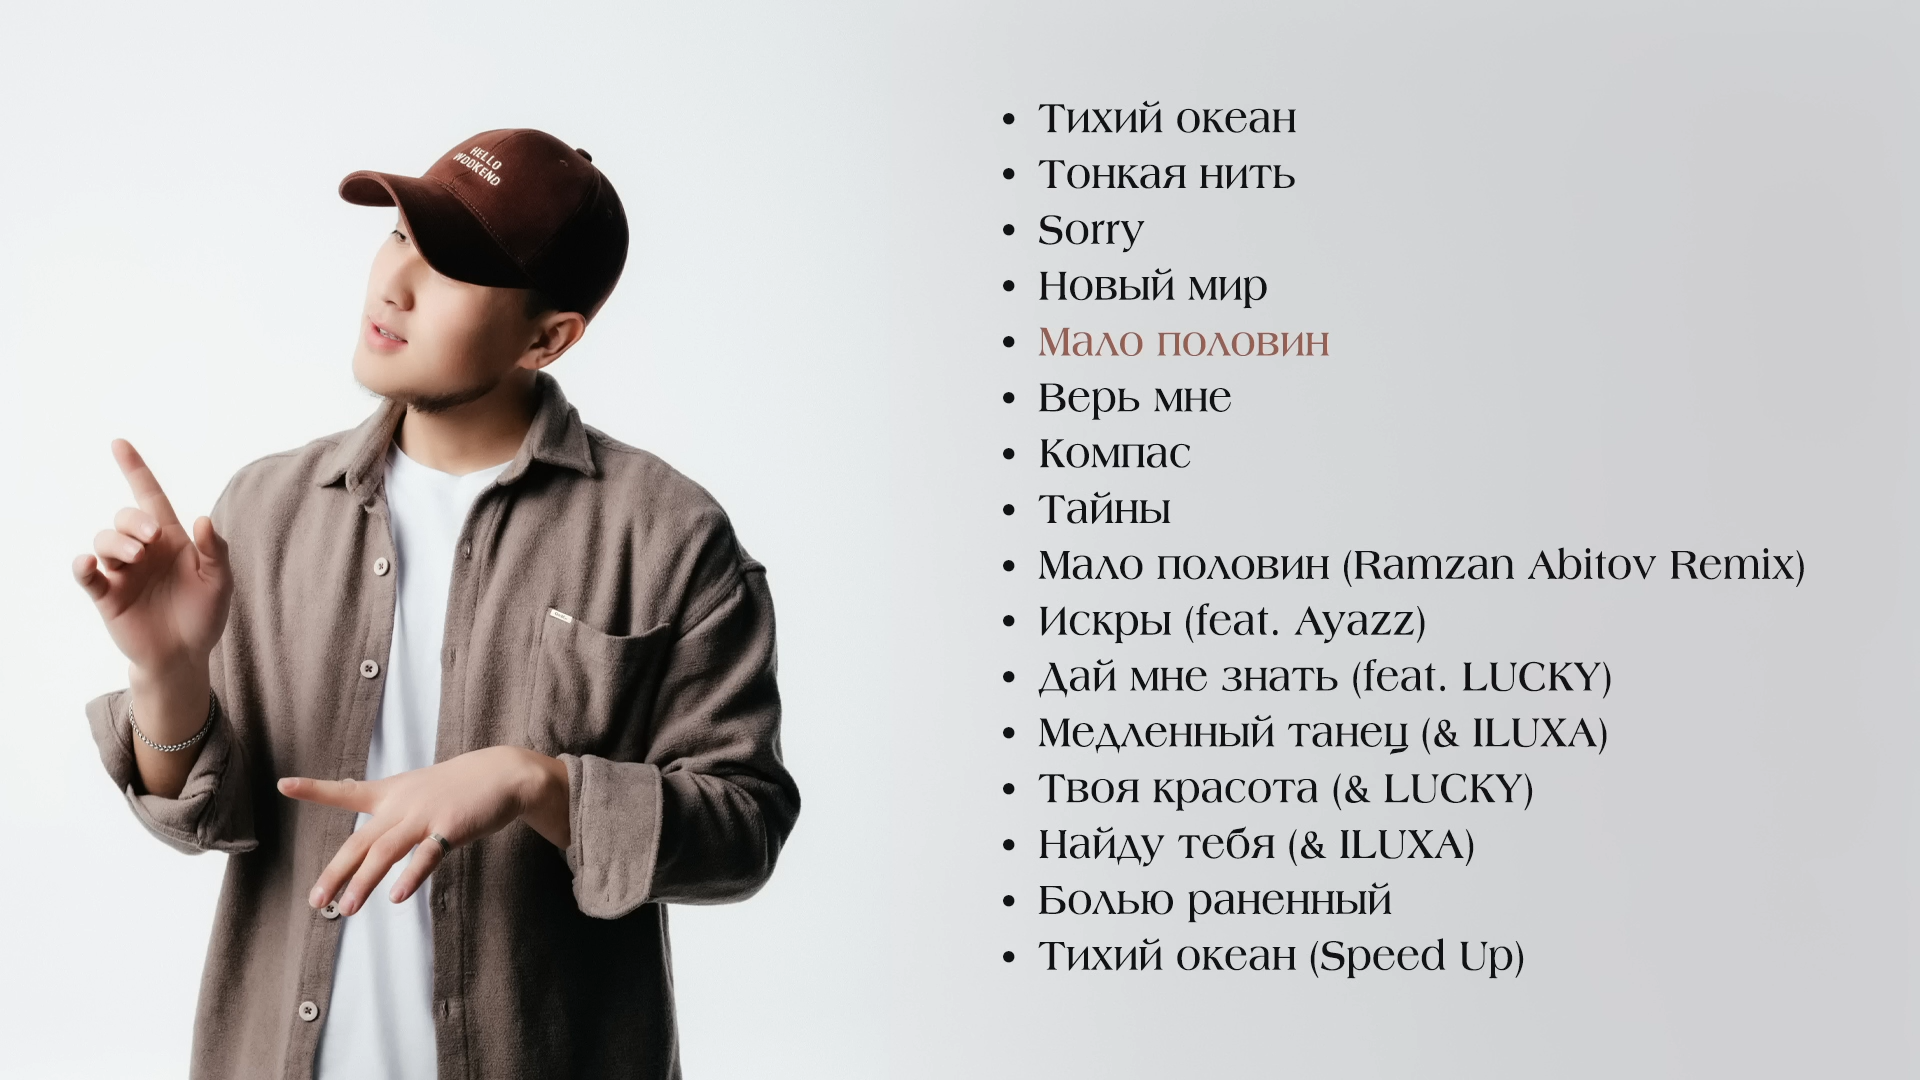 HELLO
WOOKEND
Тихий океан
Тонкая нить
Sorry
Новый мир
Мало половин
Верь мне
Компас
Тайны
Мало половин (Ramzan Abitov Remix)
Искры (feat. Ayazz)
Дай мне знать (feat. LUCKY)
Медленный танец (& ILUXA)
Твоя красота (& LUCKY)
Найду тебя (& ILUXA)
Болью раненный
Тихий океан (Speed Up)